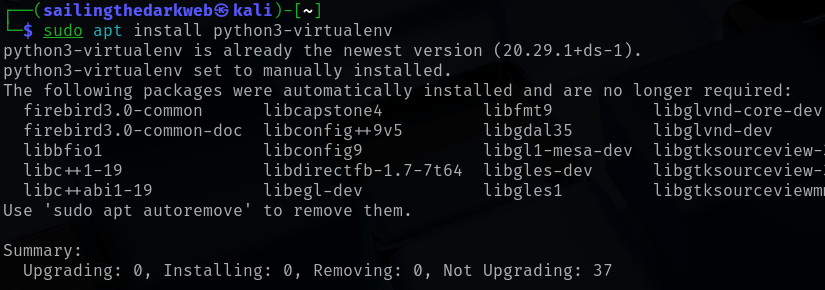 ┌──(sailingthedarkweb㉿kali)-[~]
└─$ sudo apt install python3-virtualenv
python3-virtualenv is already the newest version (20.29.1+ds-1).
python3-virtualenv set to manually installed.
The following packages were automatically installed and are no longer required:
firebird3.0-common libcapstone4 libfmt9 libglvnd-core-dev
firebird3.0-common-doc libconfig++9v5 libgdal35 libglvnd-dev
libbfio1 libconfig9 libgl1-mesa-dev libgtksourceview-
libc++1-19 libdirectfb-1.7-7t64 libgles-dev libgtksourceview-
libc++abi1-19 libegl-dev libgles1 libgtksourceviewm
Use 'sudo apt autoremove' to remove them.
Summary:
Upgrading: 0, Installing: 0, Removing: 0, Not Upgrading: 37